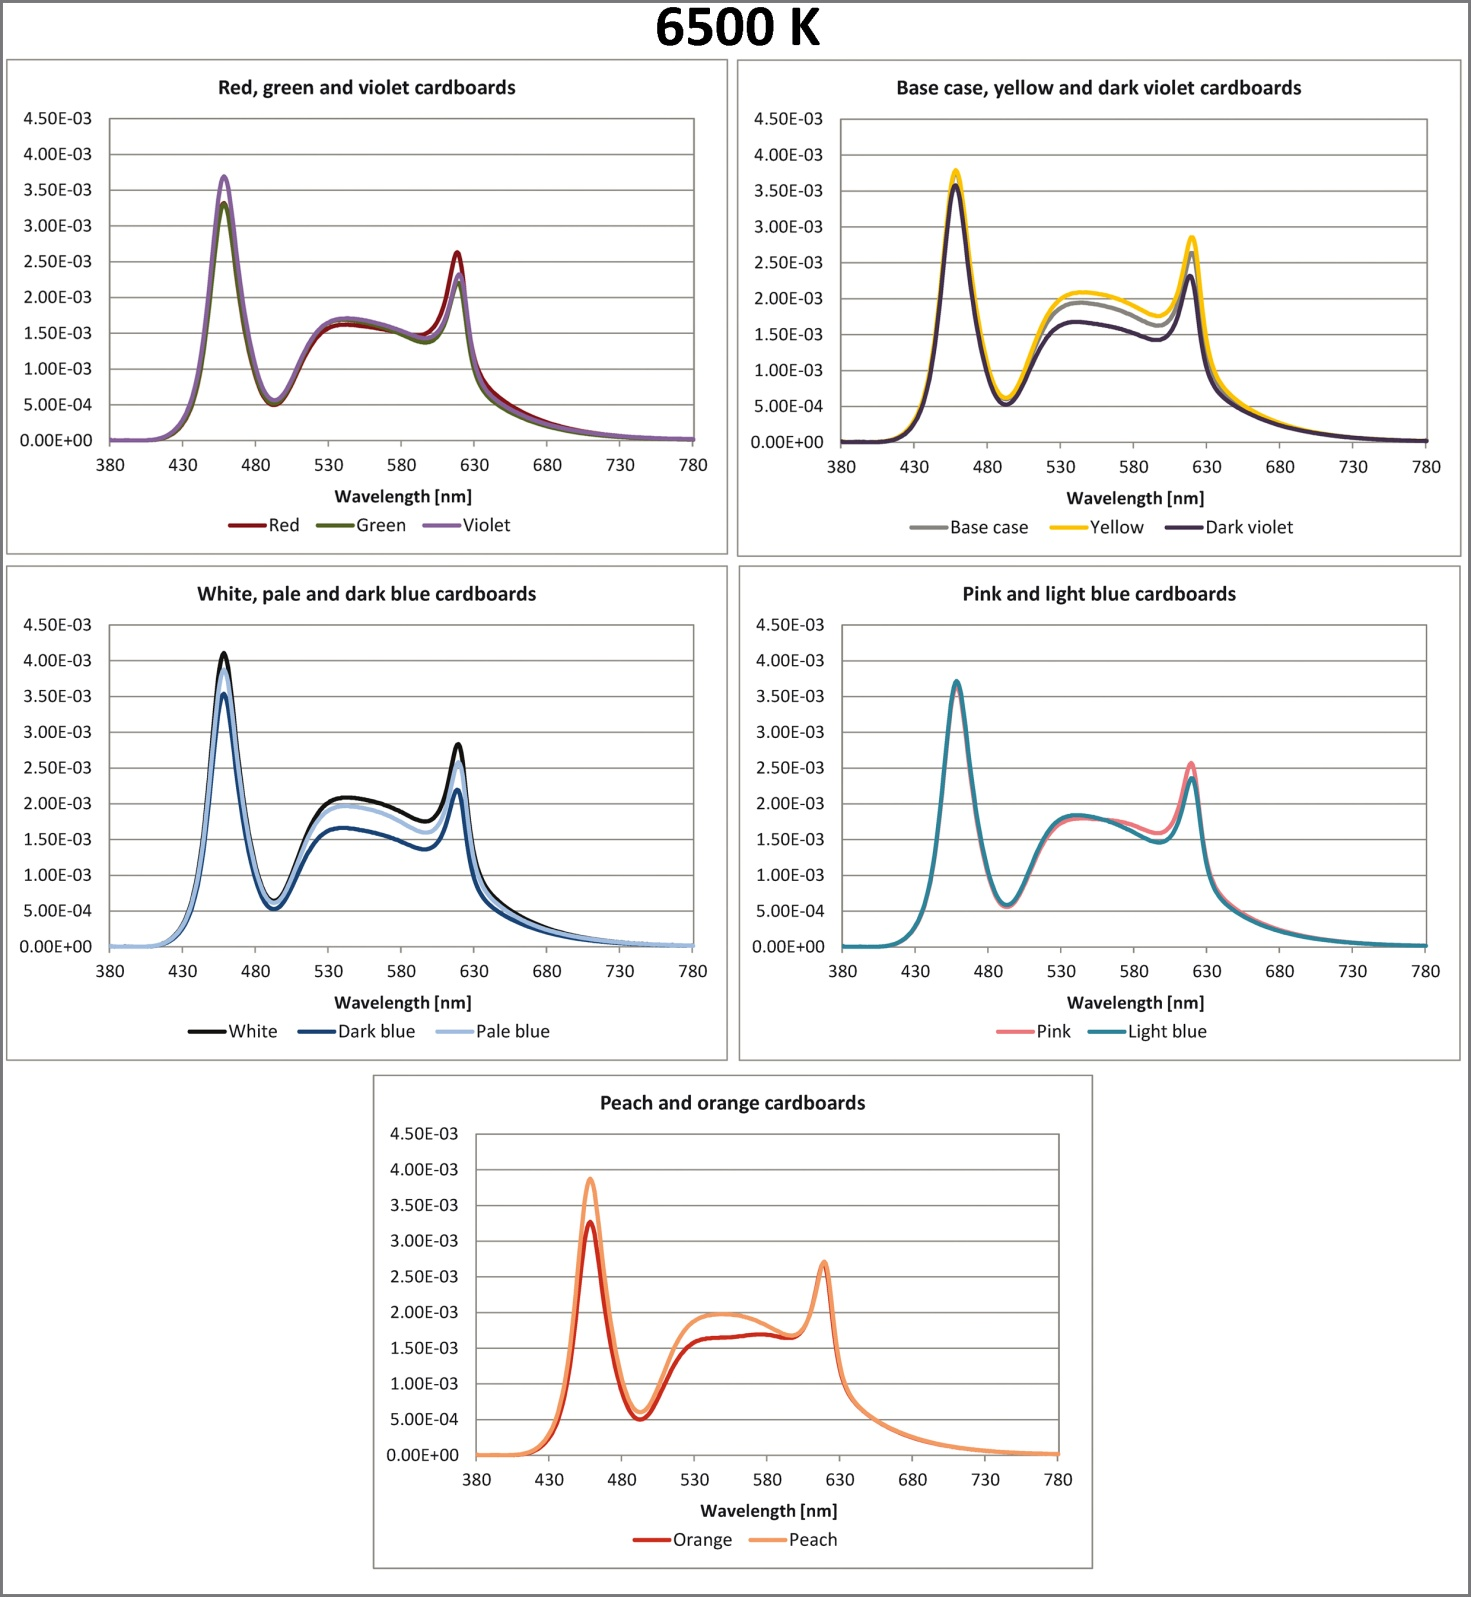 6500 K
Red, green and violet cardboards
4.50E-03
4.00E-03
3.50E-03
3.00E-03
2.50E-03
2.00E-03
1.50E-03
1.00E-03
5.00E-04
0.00E+00
380 430 480 530 580 630 680 730 780
Wavelength [nm]
Red Green Violet
Base case, yellow and dark violet cardboards
4.50E-03
4.00E-03
3.50E-03
3.00E-03
2.50E-03
2.00E-03
1.50E-03
1.00E-03
5.00E-04
0.00E+00
380 430 480 530 580 630 680 730 780
Wavelength [nm]
Base case Yellow Dark violet
White, pale and dark blue cardboards
4.50E-03
4.00E-03
3.50E-03
3.00E-03
2.50E-03
2.00E-03
1.50E-03
1.00E-03
5.00E-04
0.00E+00
380 430 480 530 580 630 680 730 780
Wavelength [nm]
White Dark blue Pale blue
Pink and light blue cardboards
4.50E-03
4.00E-03
3.50E-03
3.00E-03
2.50E-03
2.00E-03
1.50E-03
1.00E-03
5.00E-04
0.00E+00
380 430 480 530 580 630 680 730 780
Wavelength [nm]
Pink Light blue
Peach and orange cardboards
4.50E-03
4.00E-03
3.50E-03
3.00E-03
2.50E-03
2.00E-03
1.50E-03
1.00E-03
5.00E-04
0.00E+00
380 430 480 530 580 630 680 730 780
Wavelength [nm]
Orange Peach